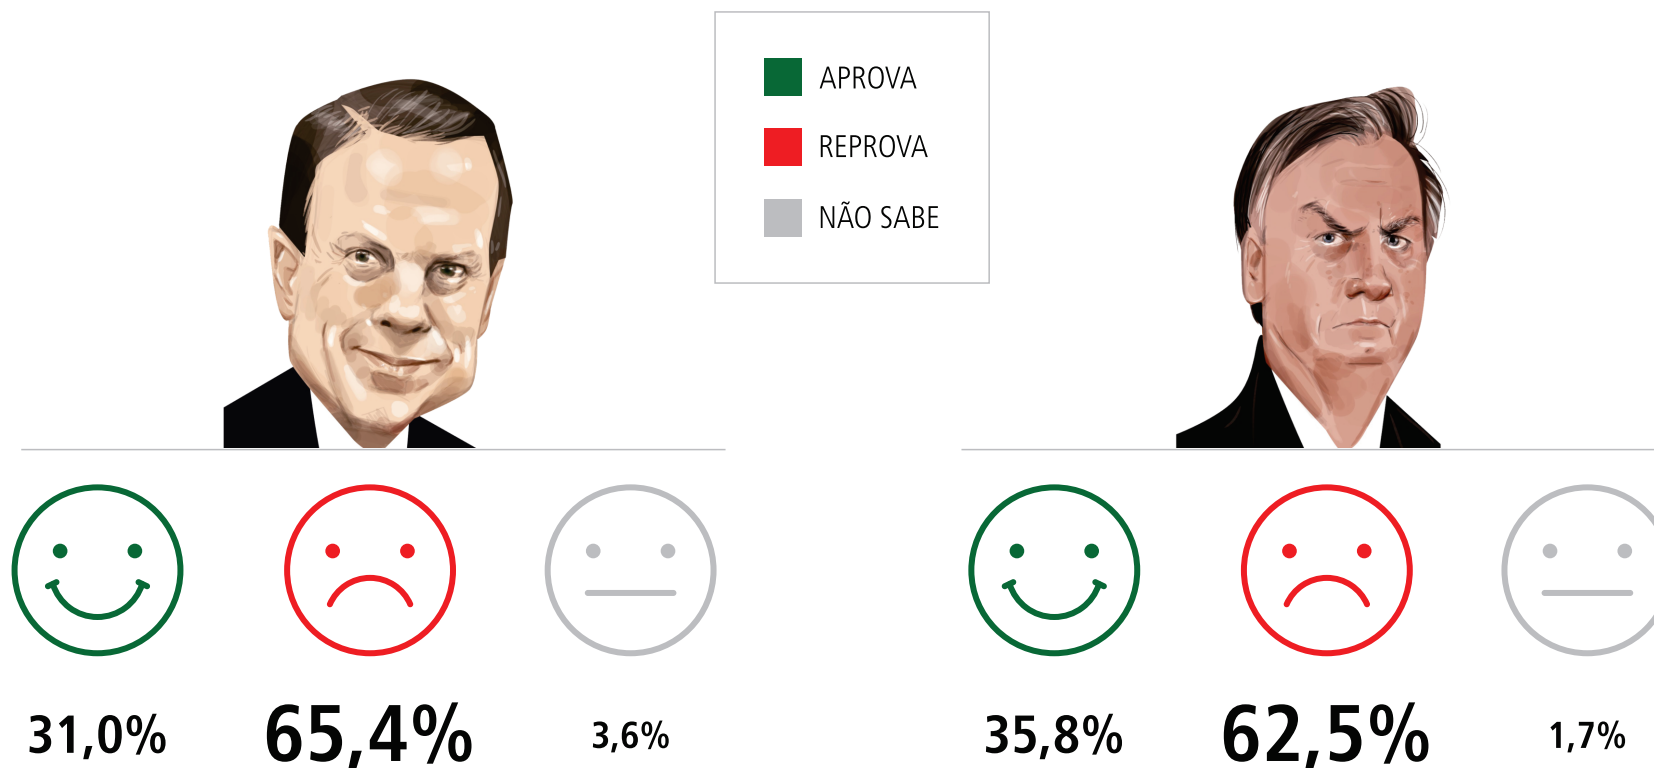 APROVA
REPROVA
NÃO SABE
31,0%
65,4%
3,6%
35,8%
62,5%
1,7%